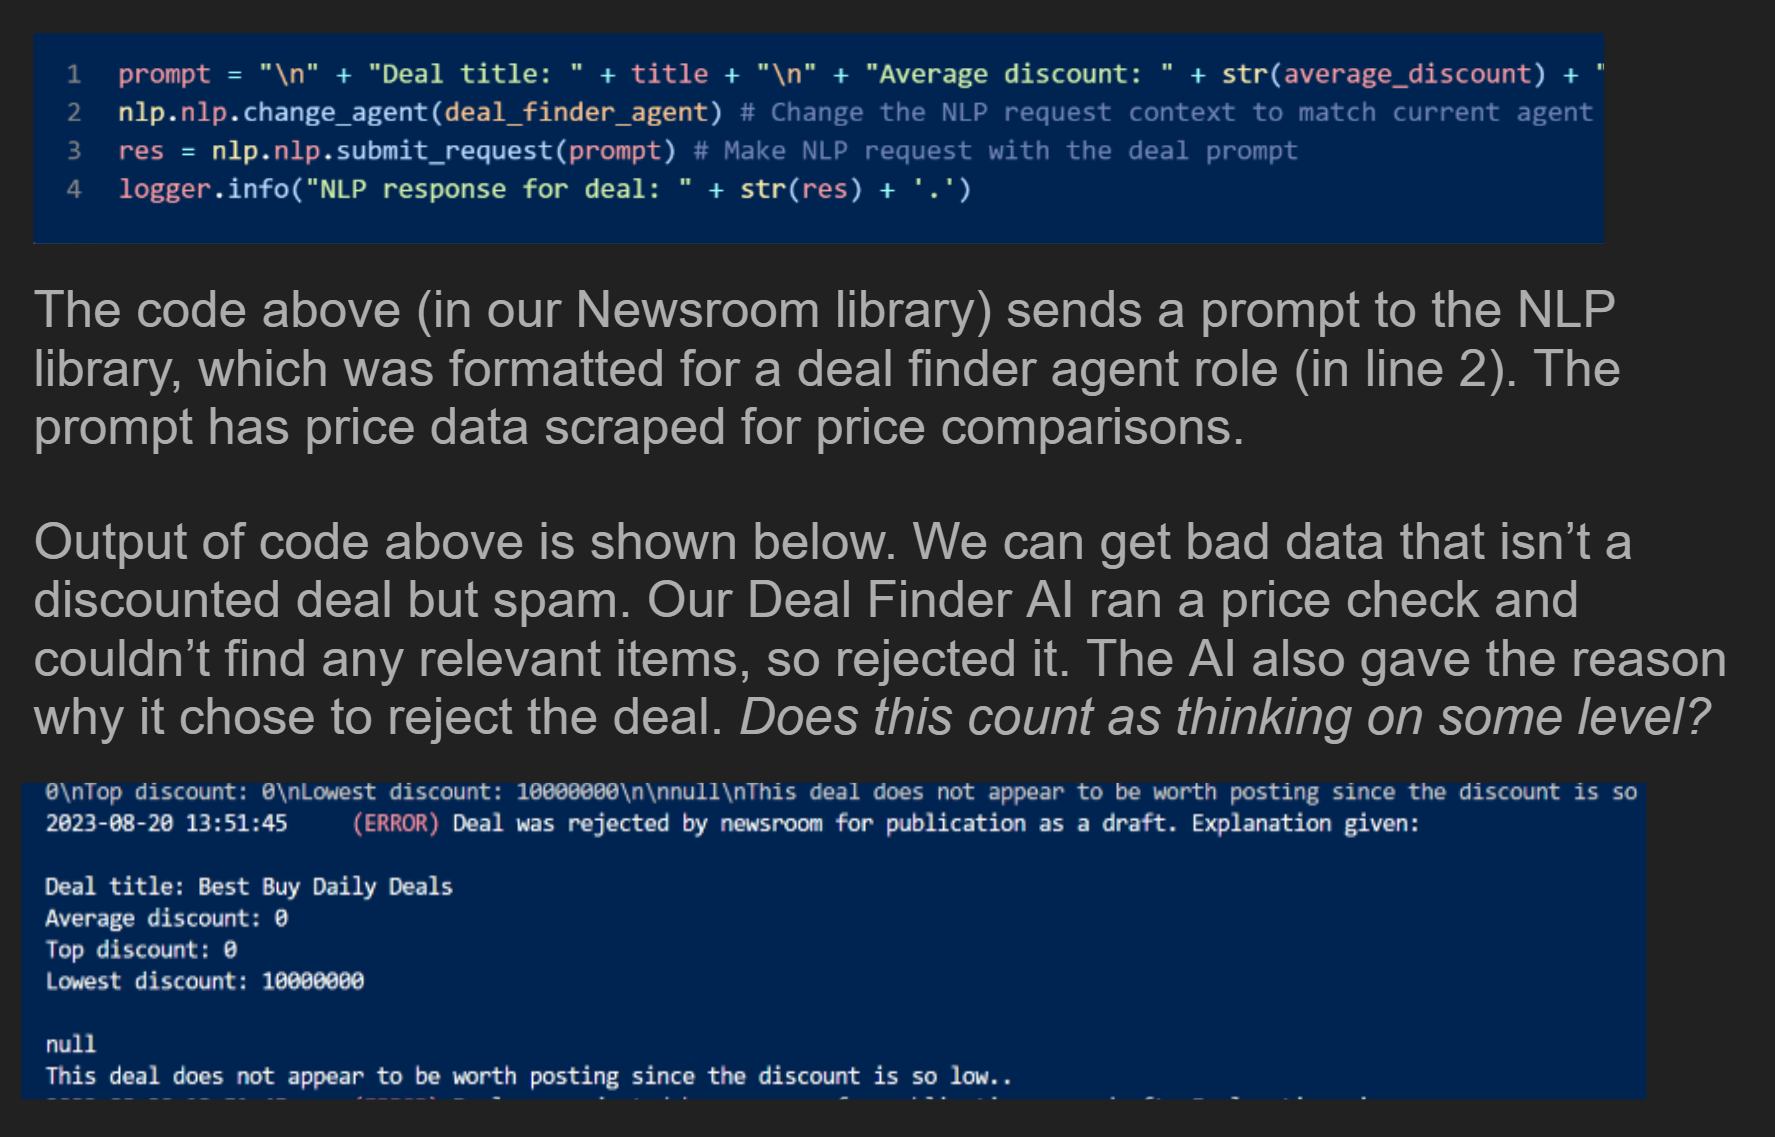 1 prompt = "\n" + "Deal title: " + title + "\n" + "Average discount: " + str(average_discount) + "
2 nlp.nlp.change_agent(deal_finder_agent) # Change the NLP request context to match current agent
3 res = nlp.nlp.submit_request(prompt) # Make NLP request with the deal prompt
4 logger.info("NLP response for deal: " + str(res) + '.')
The code above (in our Newsroom library) sends a prompt to the NLP
library, which was formatted for a deal finder agent role (in line 2). The
prompt has price data scraped for price comparisons.
Output of code above is shown below. We can get bad data that isn’t a
discounted deal but spam. Our Deal Finder AI ran a price check and
couldn’t find any relevant items, so rejected it. The AI also gave the reason
why it chose to reject the deal. Does this count as thinking on some level?
0\nTop discount: 0\nLowest discount: 10000000\n\nnull\nThis deal does not appear to be worth posting since the discount is so
2023-08-20 13:51:45 (ERROR) Deal was rejected by newsroom for publication as a draft. Explanation given:
Deal title: Best Buy Daily Deals
Average discount: 0
Top discount: 0
Lowest discount: 10000000
null
This deal does not appear to be worth posting since the discount is so low..